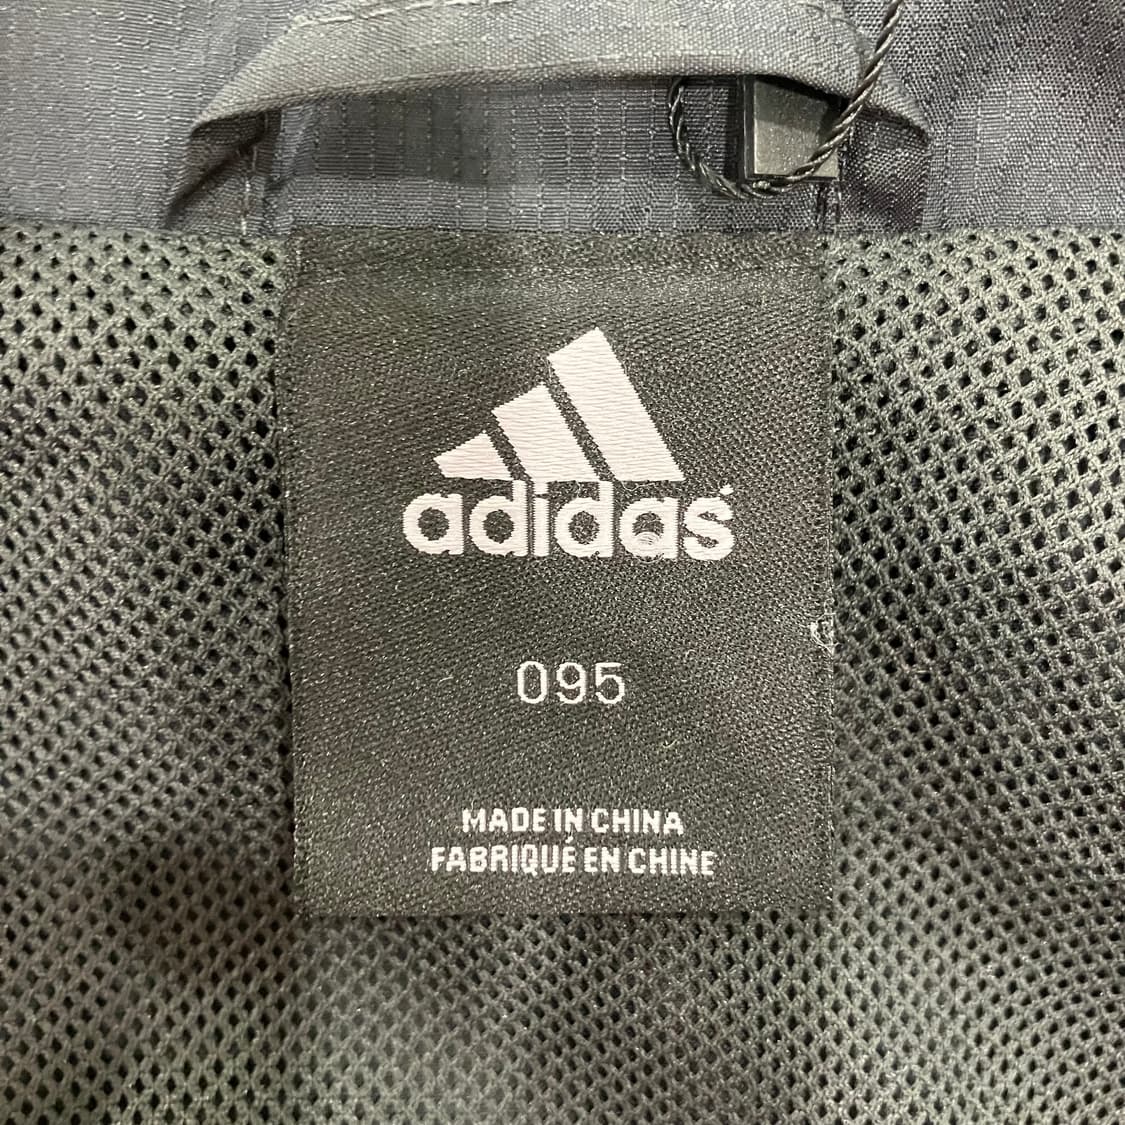 adidas
095
MADE IN CHINA
FABRIQUÉ EN CHINE